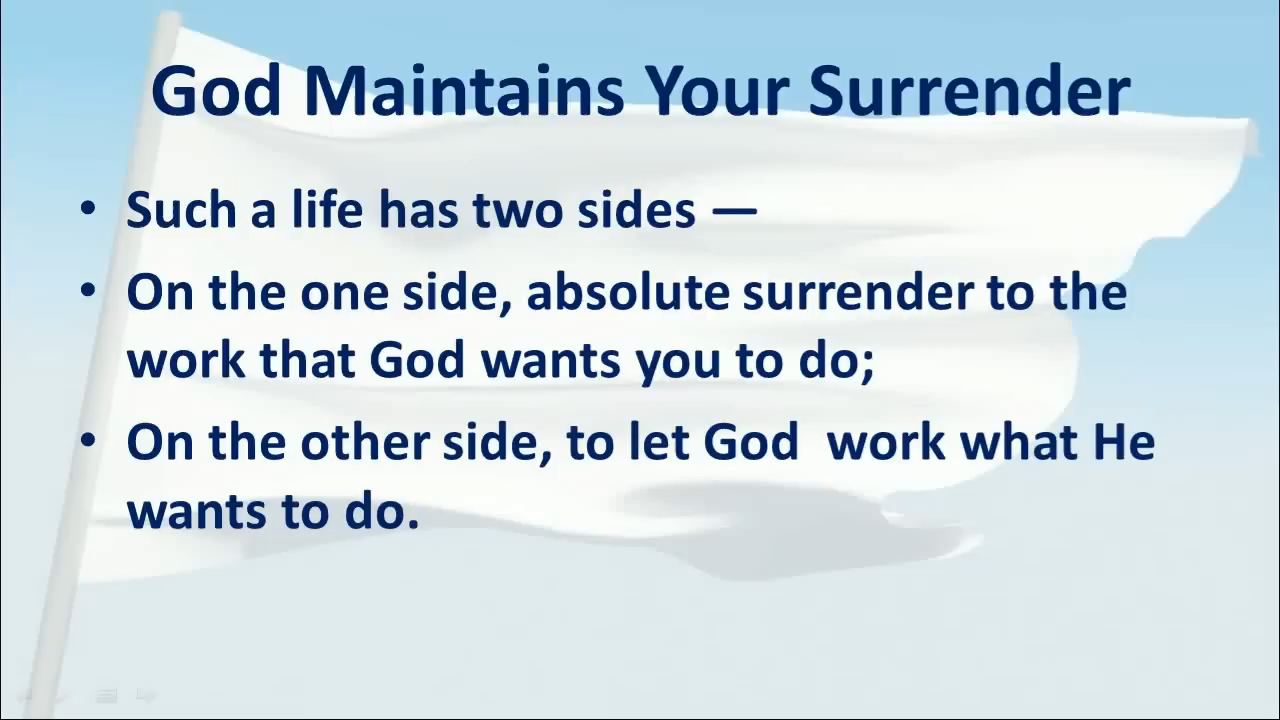 God Maintains Your Surrender
• Such a life has two sides —
• On the one side, absolute surrender to the
work that God wants you to do;
• On the other side, to let God  work what He
wants to do.